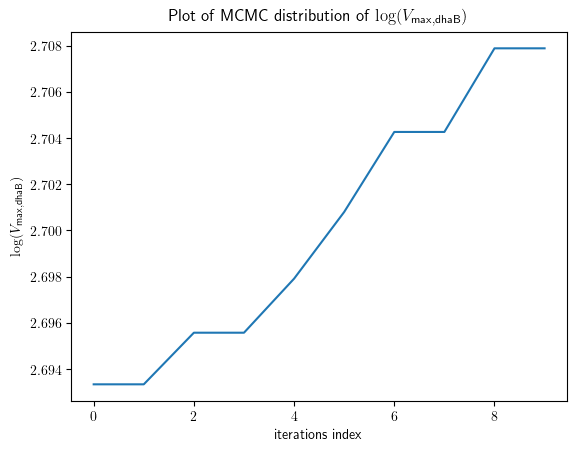 Plot of MCMC distribution of log(V_max,dhaB)
2.708
2.706
2.704
2.702
2.700
2.698
2.696
2.694
log(V_max,dhaB)
0 2 4 6 8
iterations index